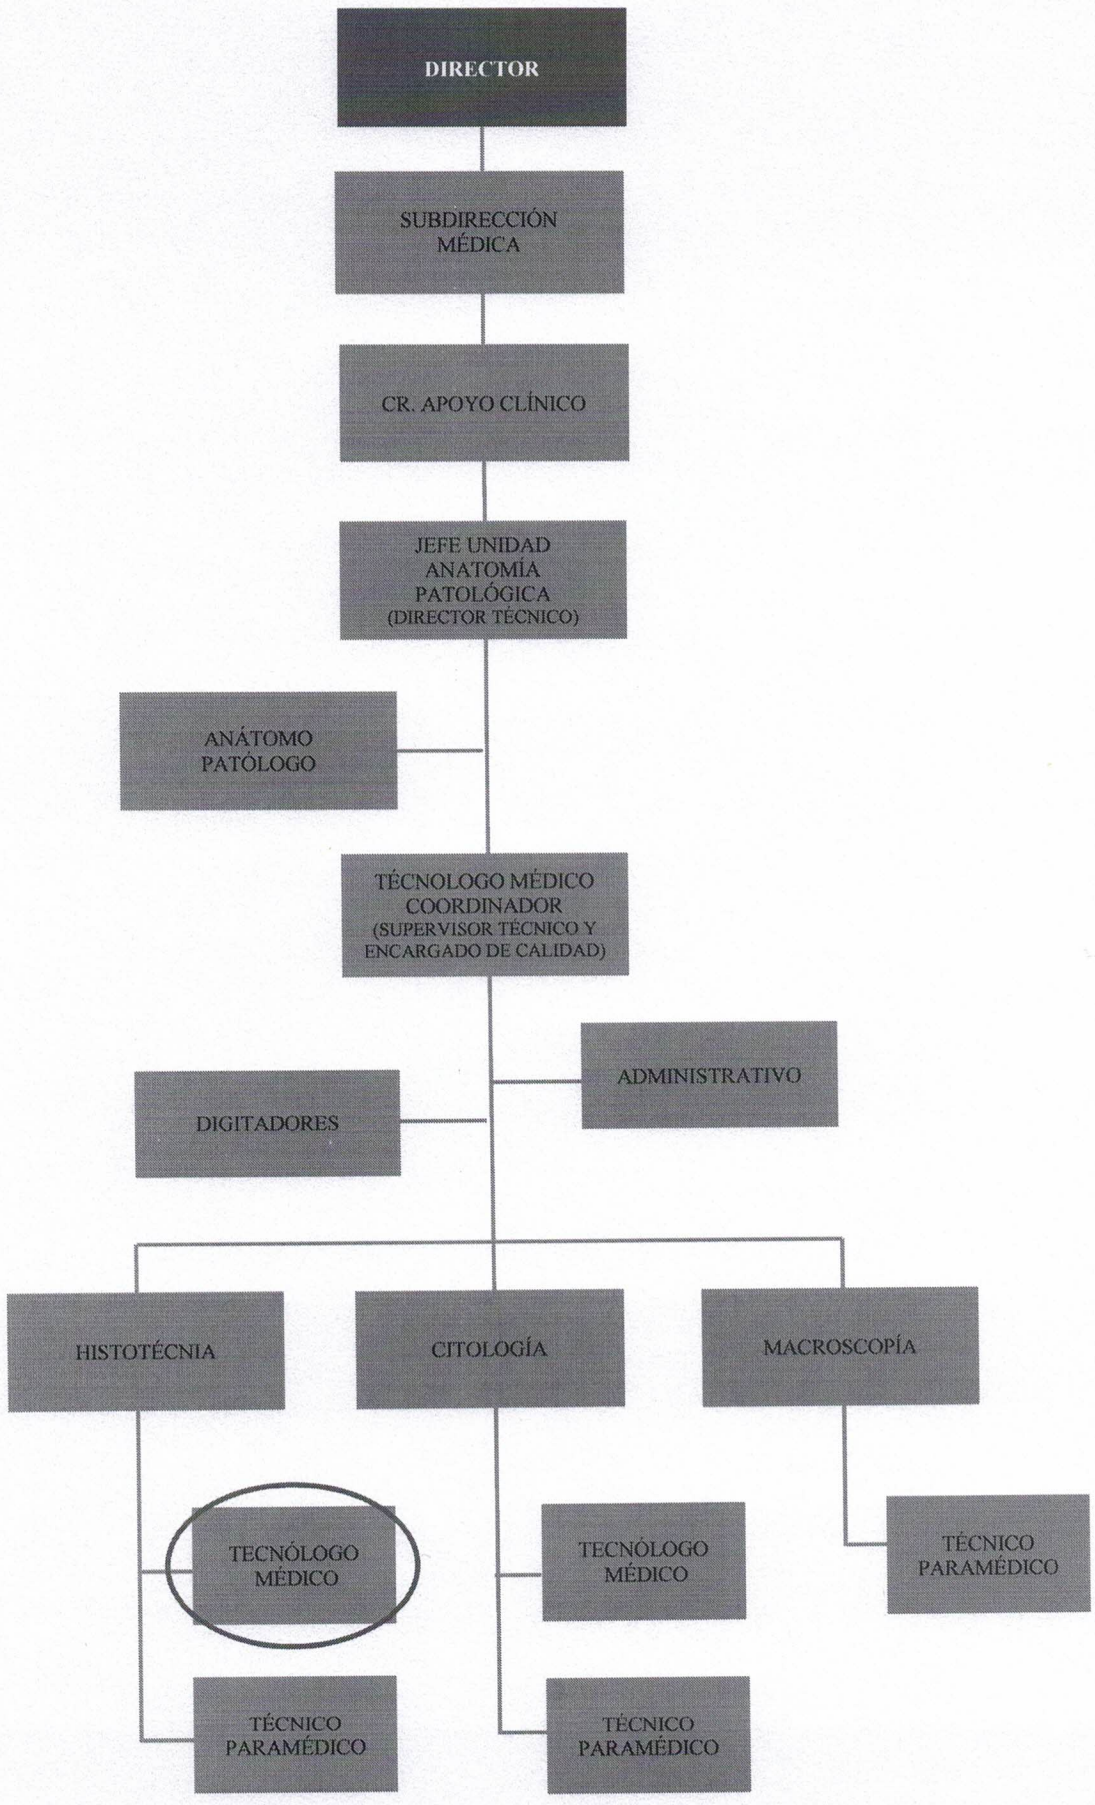 DIRECTOR
SUBDIRECCIÓN
MÉDICA
CR. APOYO CLÍNICO
JEFE UNIDAD
ANATOMÍA
PATOLÓGICA
(DIRECTOR TÉCNICO)
ANÁTOMO
PATÓLOGO
TÉCNOLOGO MÉDICO
COORDINADOR
(SUPERVISOR TÉCNICO Y
ENCARGADO DE CALIDAD)
ADMINISTRATIVO
DIGITADORES
HISTOTÉCNIA
CITOLOGÍA
MACROSCOPÍA
TECNÓLOGO
MÉDICO
TECNÓLOGO
MÉDICO
TÉCNICO
PARAMÉDICO
TÉCNICO
PARAMÉDICO
TÉCNICO
PARAMÉDICO